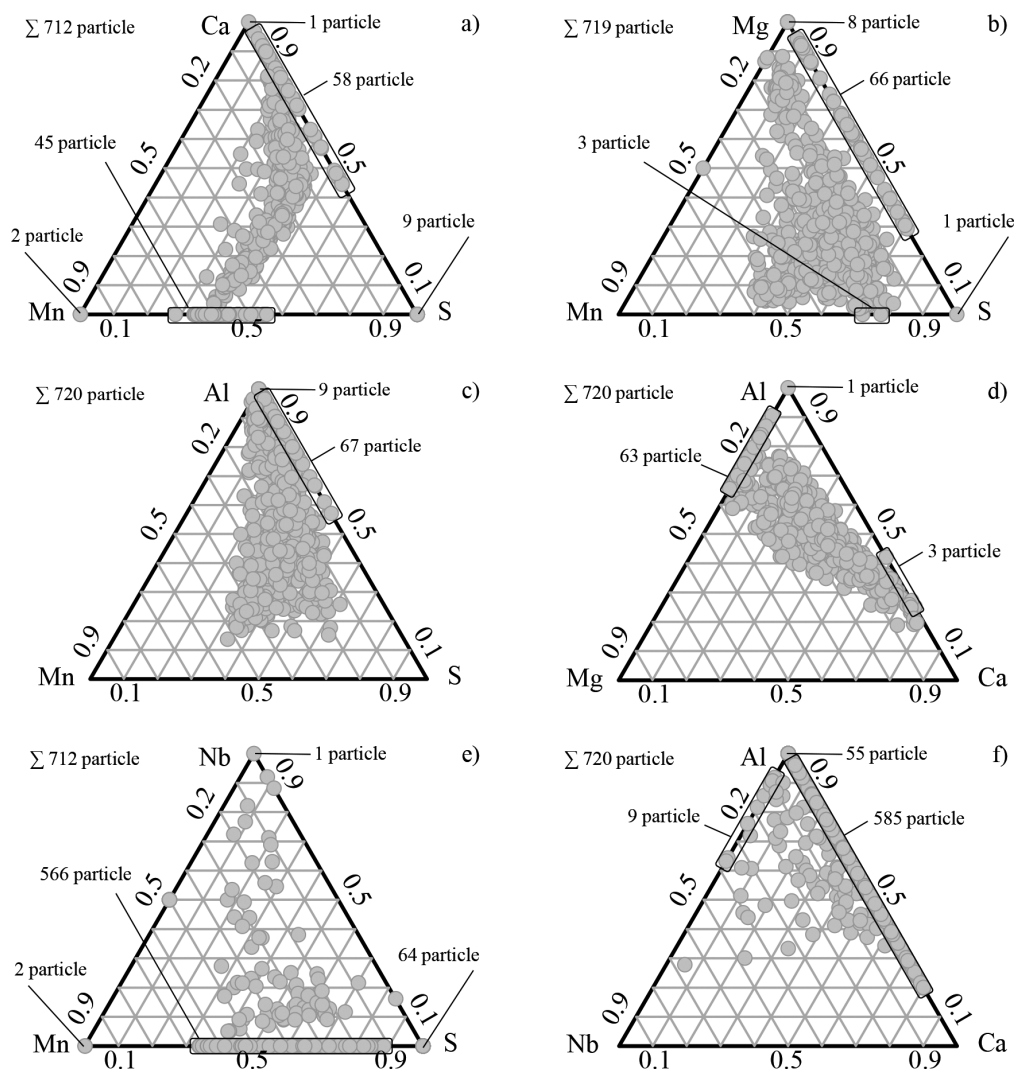 ∑ 712 particle
Ca
1 particle
a)
0.2
0.9
58 particle
45 particle
0.5
0.5
2 particle
9 particle
0.9
0.1
Mn
S
0.1
0.5
0.9
∑ 719 particle
Mg
8 particle
b)
0.2
0.9
66 particle
3 particle
0.5
0.5
1 particle
0.9
0.1
Mn
S
0.1
0.5
0.9
∑ 720 particle
Al
9 particle
c)
0.2
0.9
67 particle
0.5
0.5
0.9
0.1
Mn
S
0.1
0.5
0.9
∑ 720 particle
Al
1 particle
d)
0.2
0.9
63 particle
0.5
0.5
3 particle
0.9
0.1
Mg
Ca
0.1
0.5
0.9
∑ 712 particle
Nb
1 particle
e)
0.2
0.9
566 particle
0.5
0.5
64 particle
2 particle
0.9
0.1
Mn
S
0.1
0.5
0.9
∑ 720 particle
Al
55 particle
f)
0.2
0.9
9 particle
585 particle
0.5
0.5
0.9
0.1
Nb
Ca
0.1
0.5
0.9